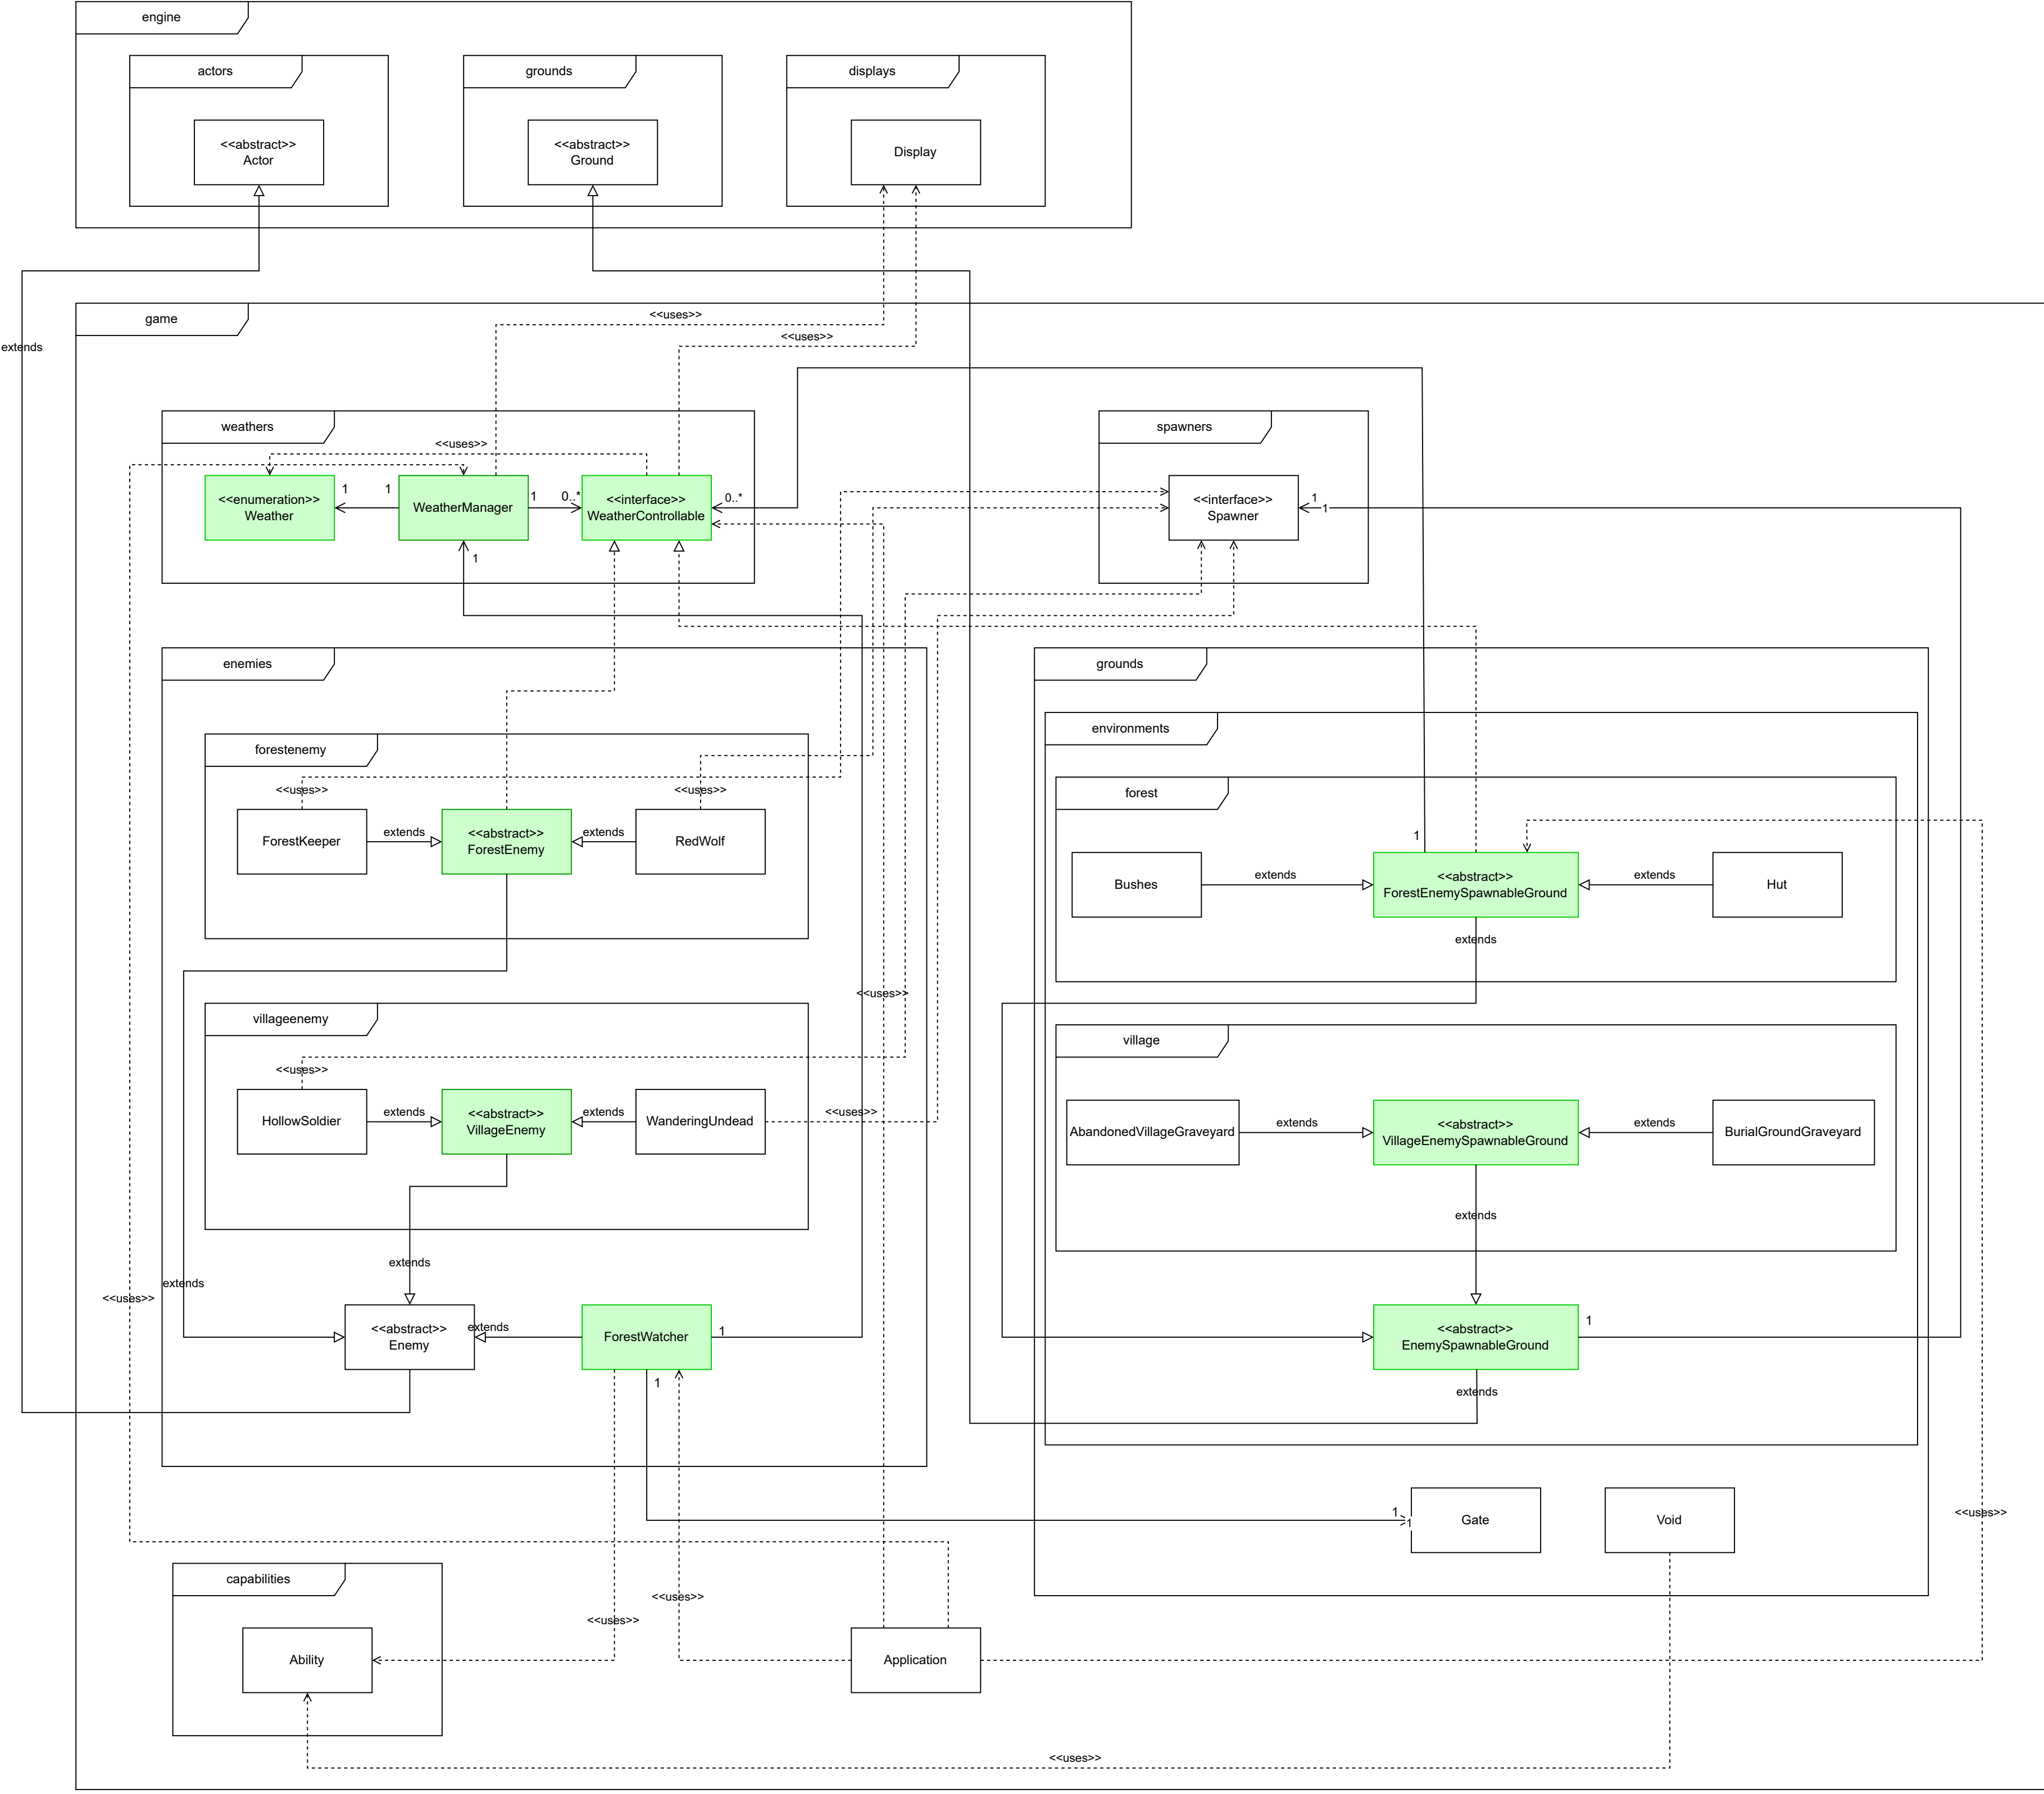 engine
actors
grounds
displays
<<abstract>>
Actor
<<abstract>>
Ground
Display
game
<<uses>>
<<uses>>
extends
weathers
spawners
<<uses>>
<<enumeration>>
Weather
1
1
WeatherManager
1
0..*
<<interface>>
WeatherControllable
0..*
<<interface>>
Spawner
1
1
1
enemies
grounds
environments
forestenemy
forest
<<uses>>
<<uses>>
ForestKeeper
extends
<<abstract>>
ForestEnemy
extends
RedWolf
1
Bushes
extends
<<abstract>>
ForestEnemySpawnableGround
extends
Hut
extends
<<uses>>
villageenemy
village
<<uses>>
HollowSoldier
extends
<<abstract>>
VillageEnemy
extends
WanderingUndead
<<uses>>
AbandonedVillageGraveyard
extends
<<abstract>>
VillageEnemySpawnableGround
extends
BurialGroundGraveyard
extends
extends
extends
<<uses>>
<<abstract>>
Enemy
extends
ForestWatcher
1
1
<<abstract>>
EnemySpawnableGround
1
extends
1
1
Gate
Void
<<uses>>
capabilities
<<uses>>
<<uses>>
Ability
Application
<<uses>>